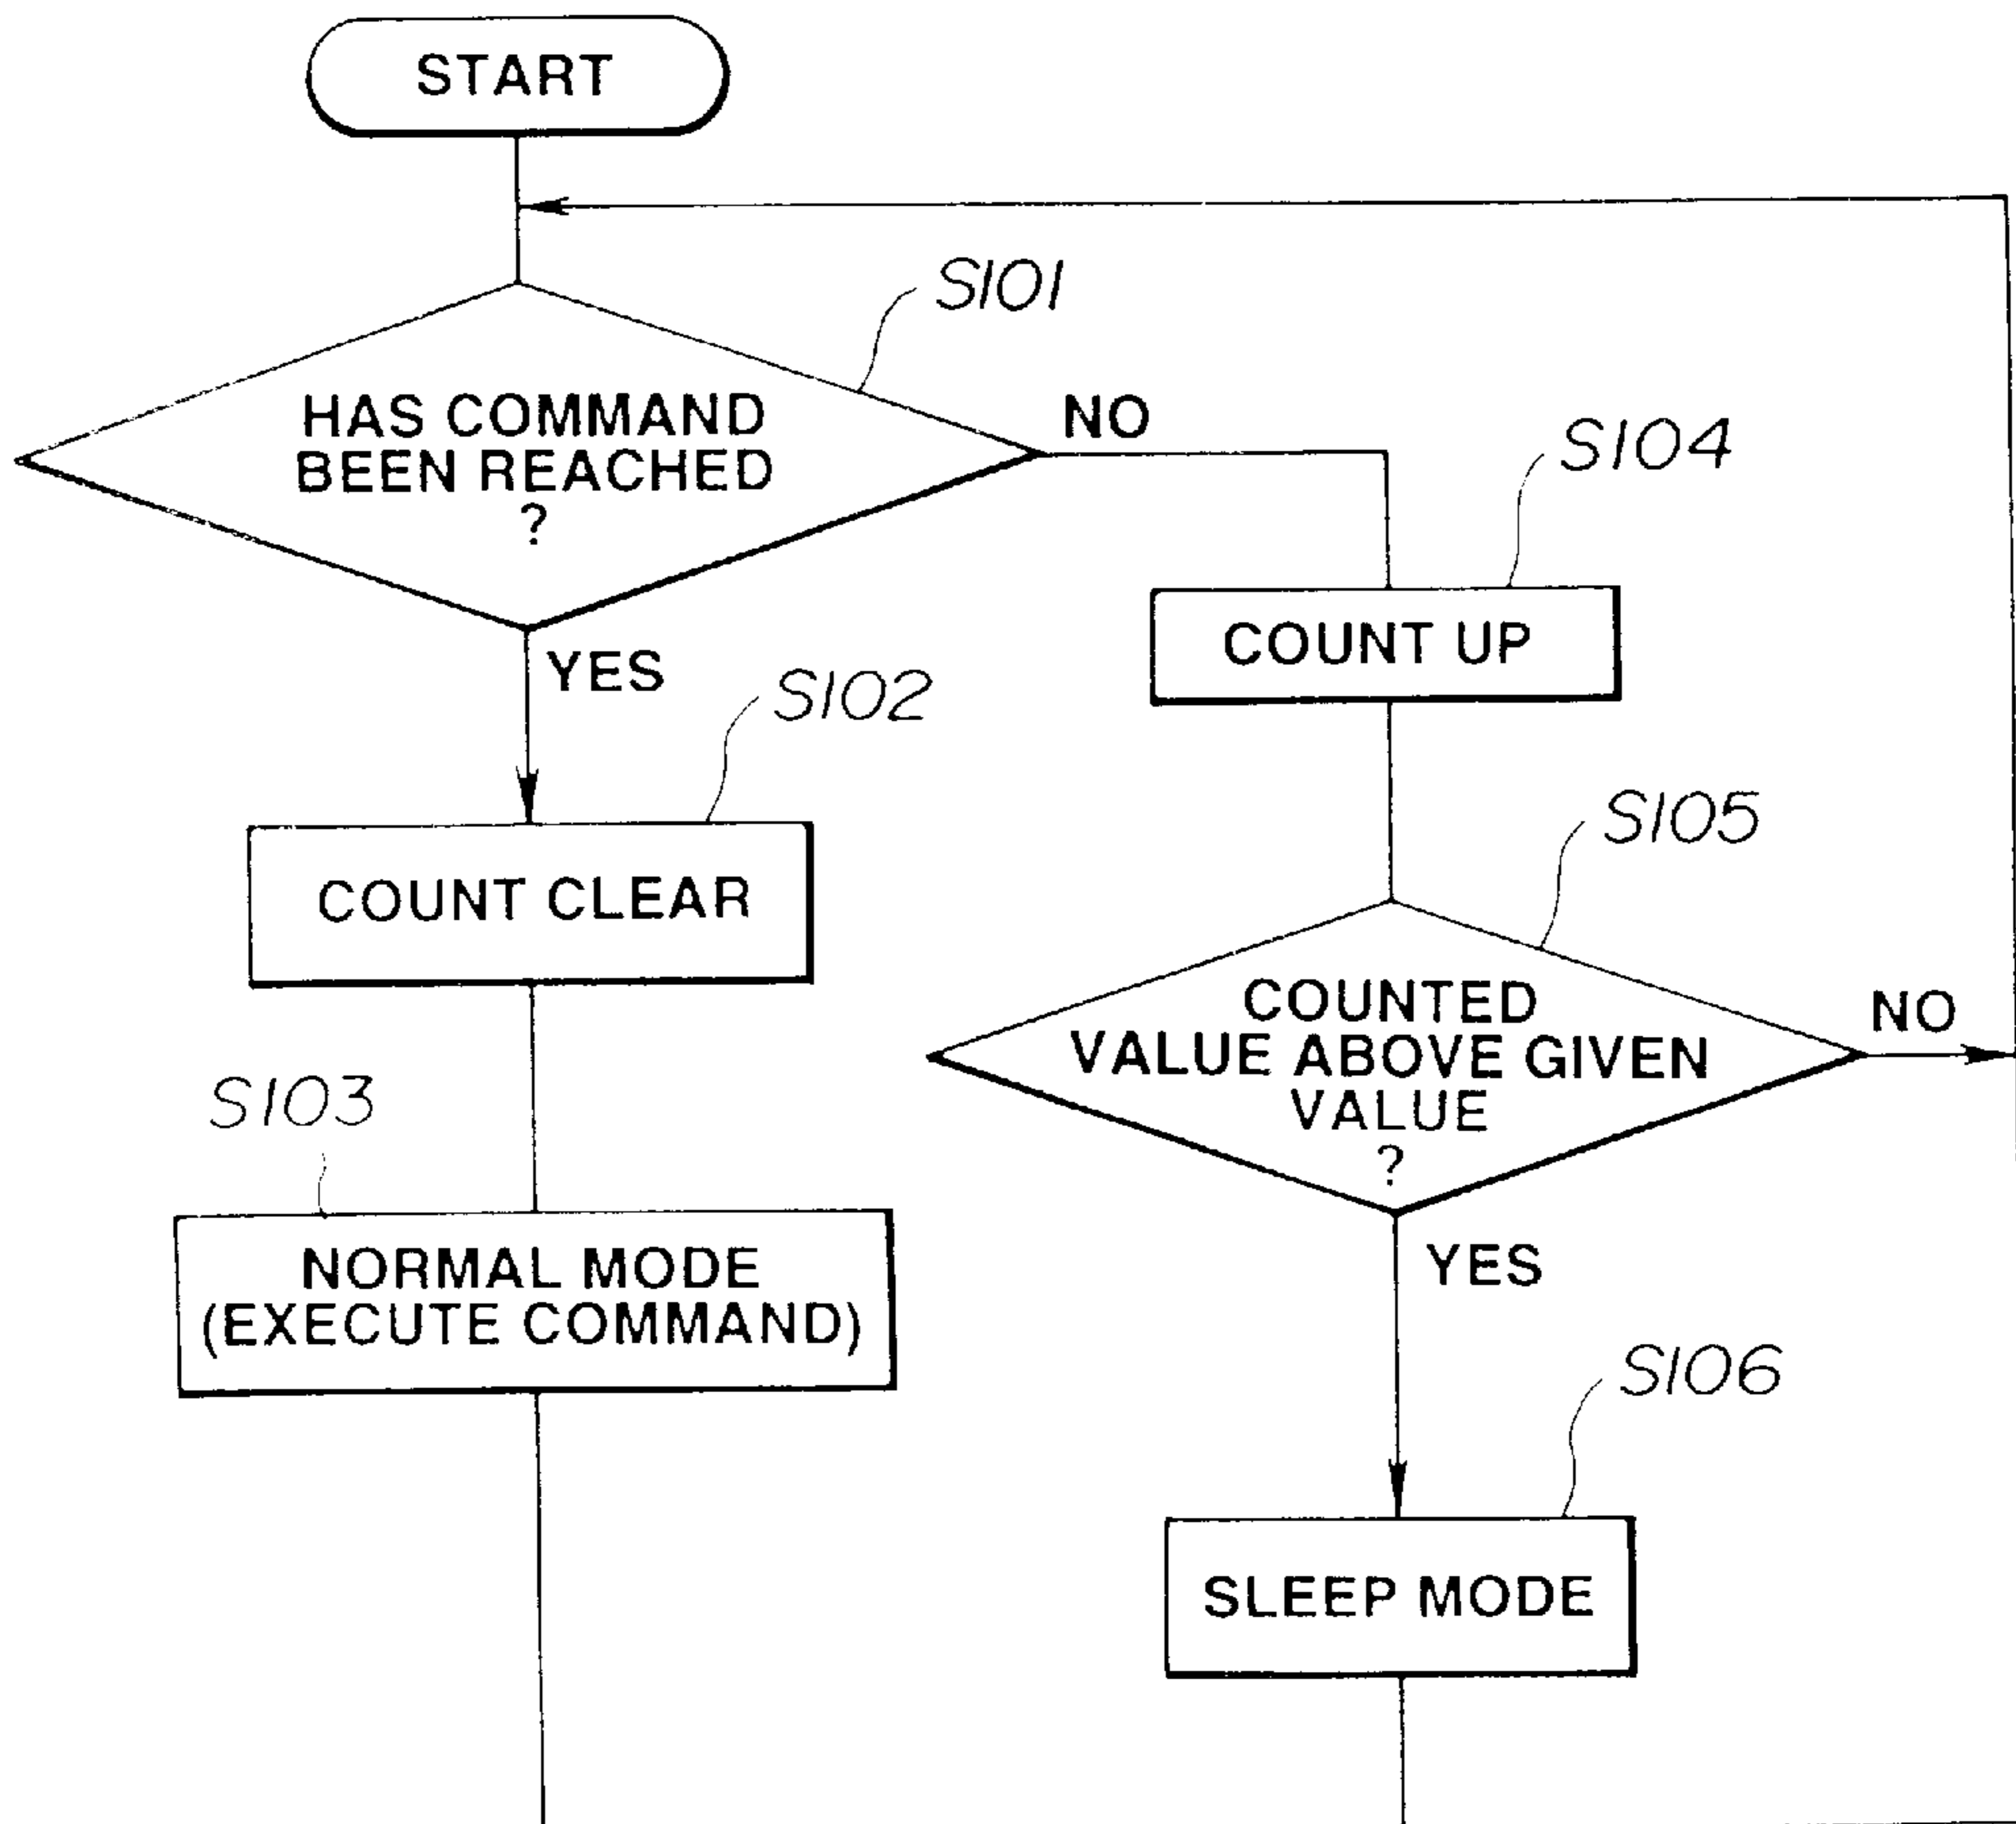 START
S101
HAS COMMAND
BEEN REACHED
?
NO
S104
COUNT UP
YES
S102
COUNT CLEAR
S105
COUNTED
VALUE ABOVE GIVEN
VALUE
?
NO
S103
NORMAL MODE
(EXECUTE COMMAND)
YES
S106
SLEEP MODE